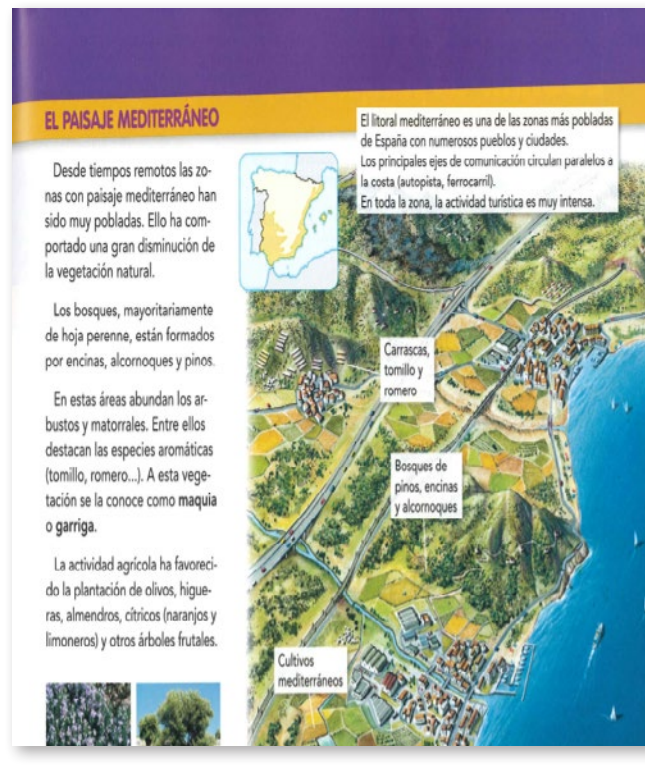 EL PAISAJE MEDITERRÁNEO
Desde tiempos remotos las zo-
nas con paisaje mediterráneo han
sido muy pobladas. Ello ha com-
portado una gran disminución de
la vegetación natural.
Los bosques, mayoritariamente
de hoja perenne, están formados
por encinas, alcornoques y pinos.
En estas áreas abundan los ar-
bustos y matorrales. Entre ellos
destacan las especies aromáticas
(tomillo, romero...). A esta vege-
tación se la conoce como maquia
o garriga.
La actividad agrícola ha favoreci-
do la plantación de olivos, higue-
ras, almendros, cítricos (naranjos y
limoneros) y otros árboles frutales.
El litoral mediterráneo es una de las zonas más pobladas
de España con numerosos pueblos y ciudades.
Los principales ejes de comunicación circulan paralelos a
la costa (autopista, ferrocarril).
En toda la zona, la actividad turística es muy intensa.
Carrascas,
tomillo y
romero
Bosques de
pinos, encinas
y alcornoques
Cultivos
mediterráneos